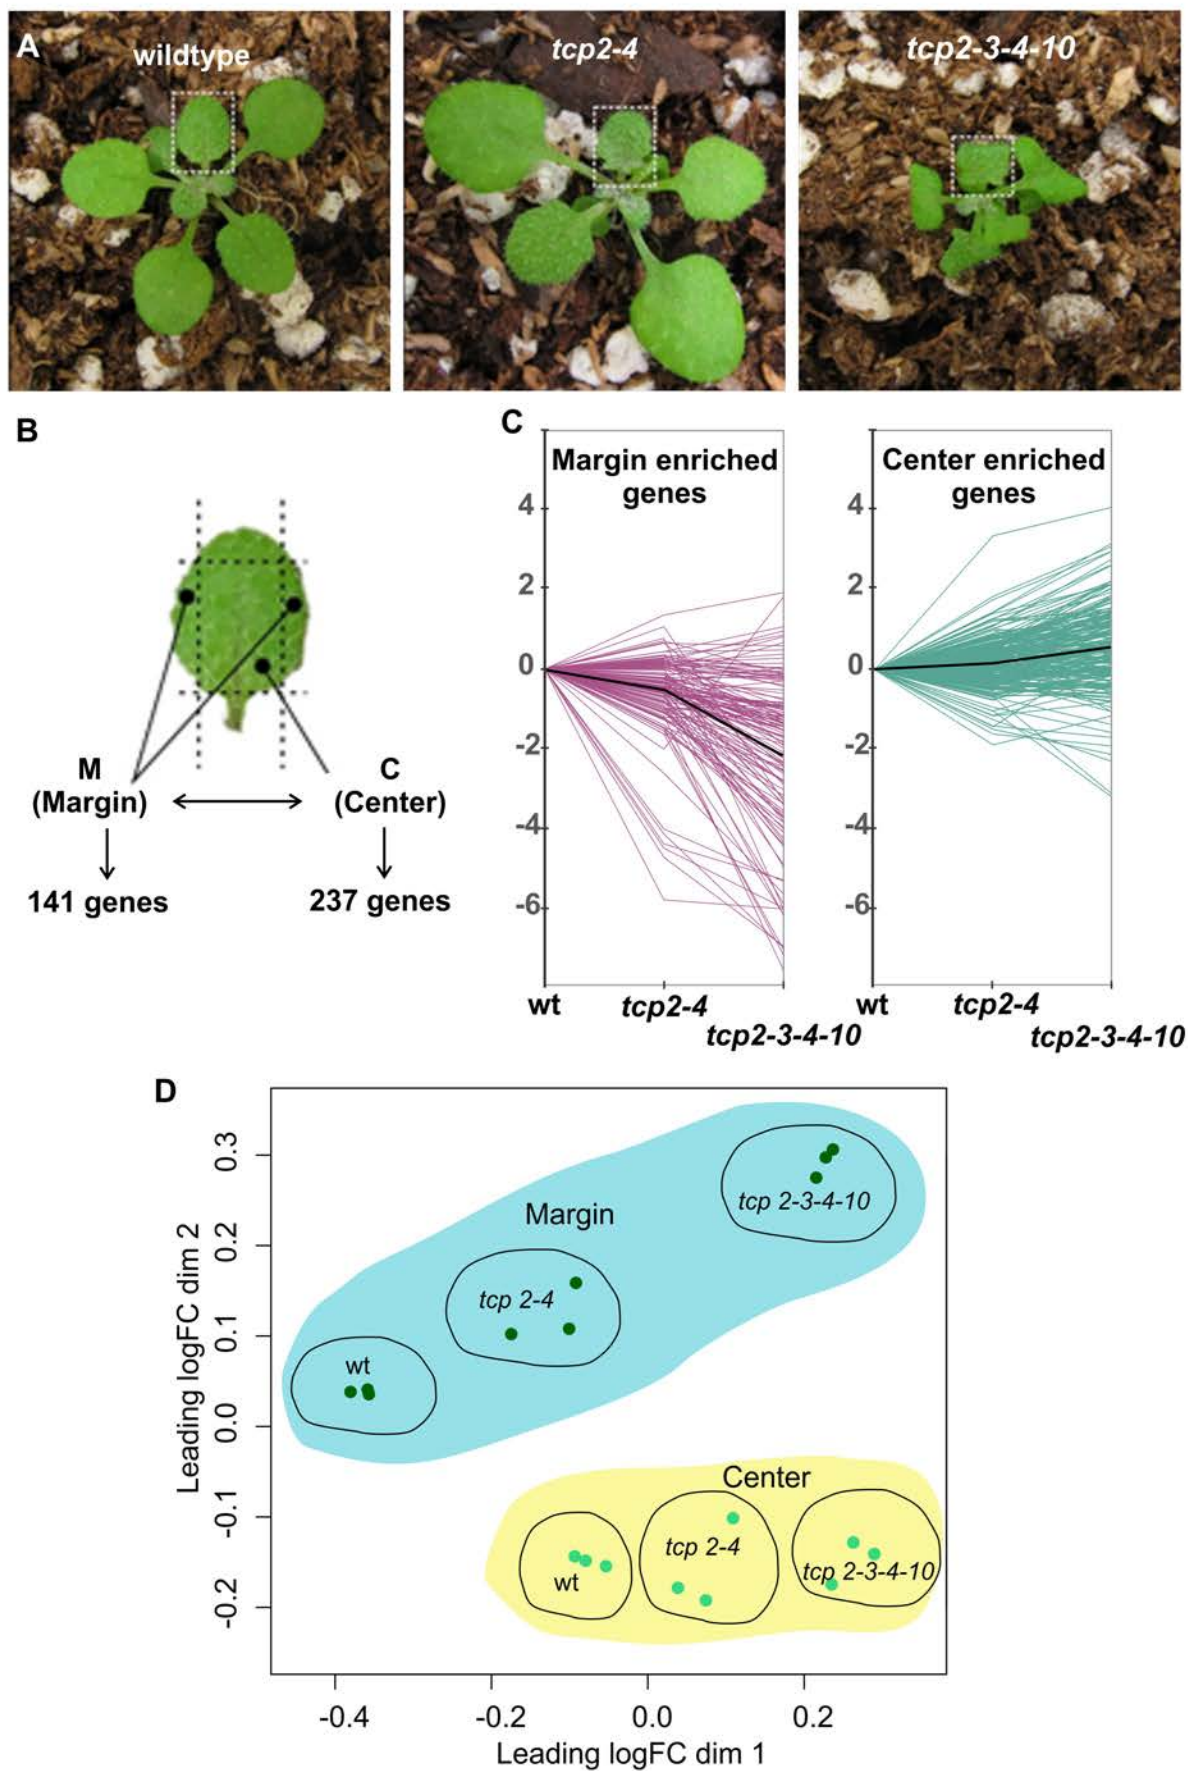 A
wildtype
tcp2-4
tcp2-3-4-10
B
M
(Margin)
C
(Center)
141 genes
237 genes
C
Margin enriched
genes
4
2
0
-2
-4
-6
wt
tcp2-4
tcp2-3-4-10
Center enriched
genes
4
2
0
-2
-4
-6
wt
tcp2-4
tcp2-3-4-10
D
Leading logFC dim 2
0.3
0.2
0.1
0.0
-0.1
-0.2
Margin
tcp 2-3-4-10
tcp 2-4
wt
Center
wt
tcp 2-4
tcp 2-3-4-10
-0.4
-0.2
0.0
0.2
Leading logFC dim 1